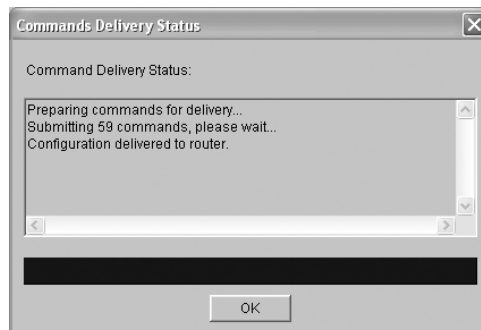 Commands Delivery Status
Command Delivery Status:
Preparing commands for delivery...
Submitting 59 commands, please wait...
Configuration delivered to router.
OK